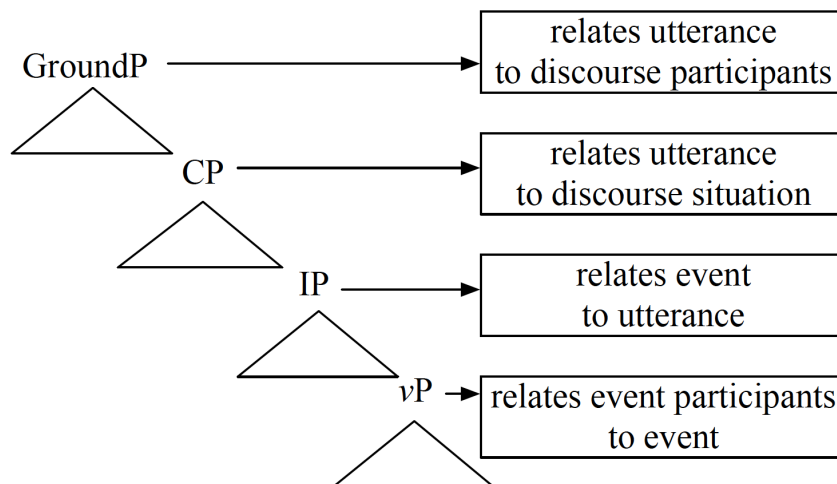 GroundP
relates utterance
to discourse participants
CP
relates utterance
to discourse situation
IP
relates event
to utterance
vP
relates event participants
to event